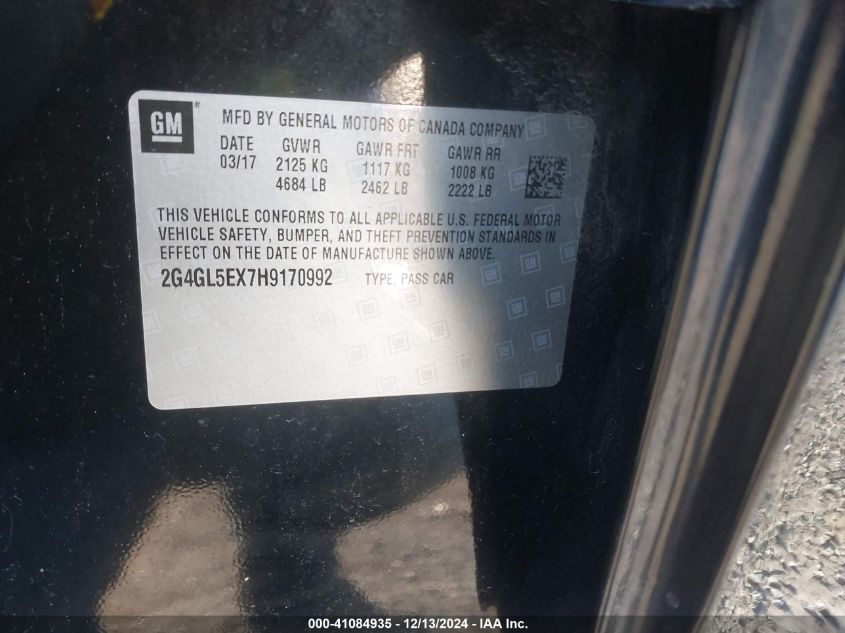 GM ® MFD BY GENERAL MOTORS OF CANADA COMPANY
DATE GVWR GAWR FRT GAWR RR
03/17 2125 KG 1117 KG 1008 KG
4684 LB 2462 LB 2222 LB
THIS VEHICLE CONFORMS TO ALL APPLICABLE U.S. FEDERAL MOTOR
VEHICLE SAFETY, BUMPER, AND THEFT PREVENTION STANDARDS IN
EFFECT ON THE DATE OF MANUFACTURE SHOWN ABOVE.
2G4GL5EX7H9170992 TYPE: PASS CAR
000-41084935 - 12/13/2024 - IAA Inc.